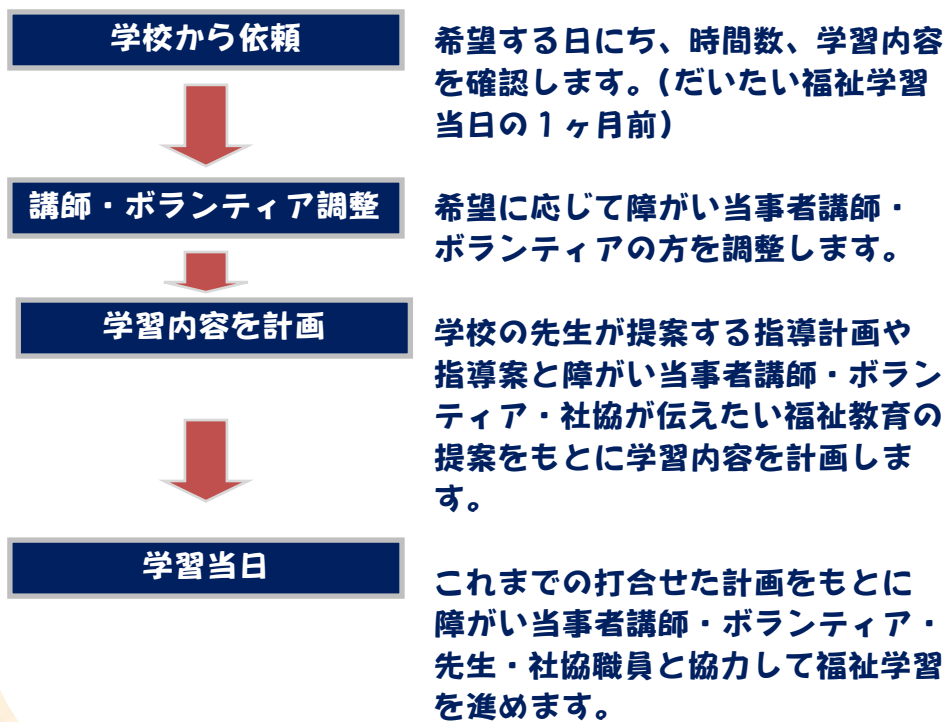 学校から依頼
希望する日にち、時間数、学習内容
を確認します。(だいたい福祉学習
当日の1ヶ月前)
講師・ボランティア調整
希望に応じて障がい当事者講師・
ボランティアの方を調整します。
学習内容を計画
学校の先生が提案する指導計画や
指導案と障がい当事者講師・ボラン
ティア・社協が伝えたい福祉教育の
提案をもとに学習内容を計画しま
す。
学習当日
これまでの打合せた計画をもとに
障がい当事者講師・ボランティア・
先生・社協職員と協力して福祉学習
を進めます。